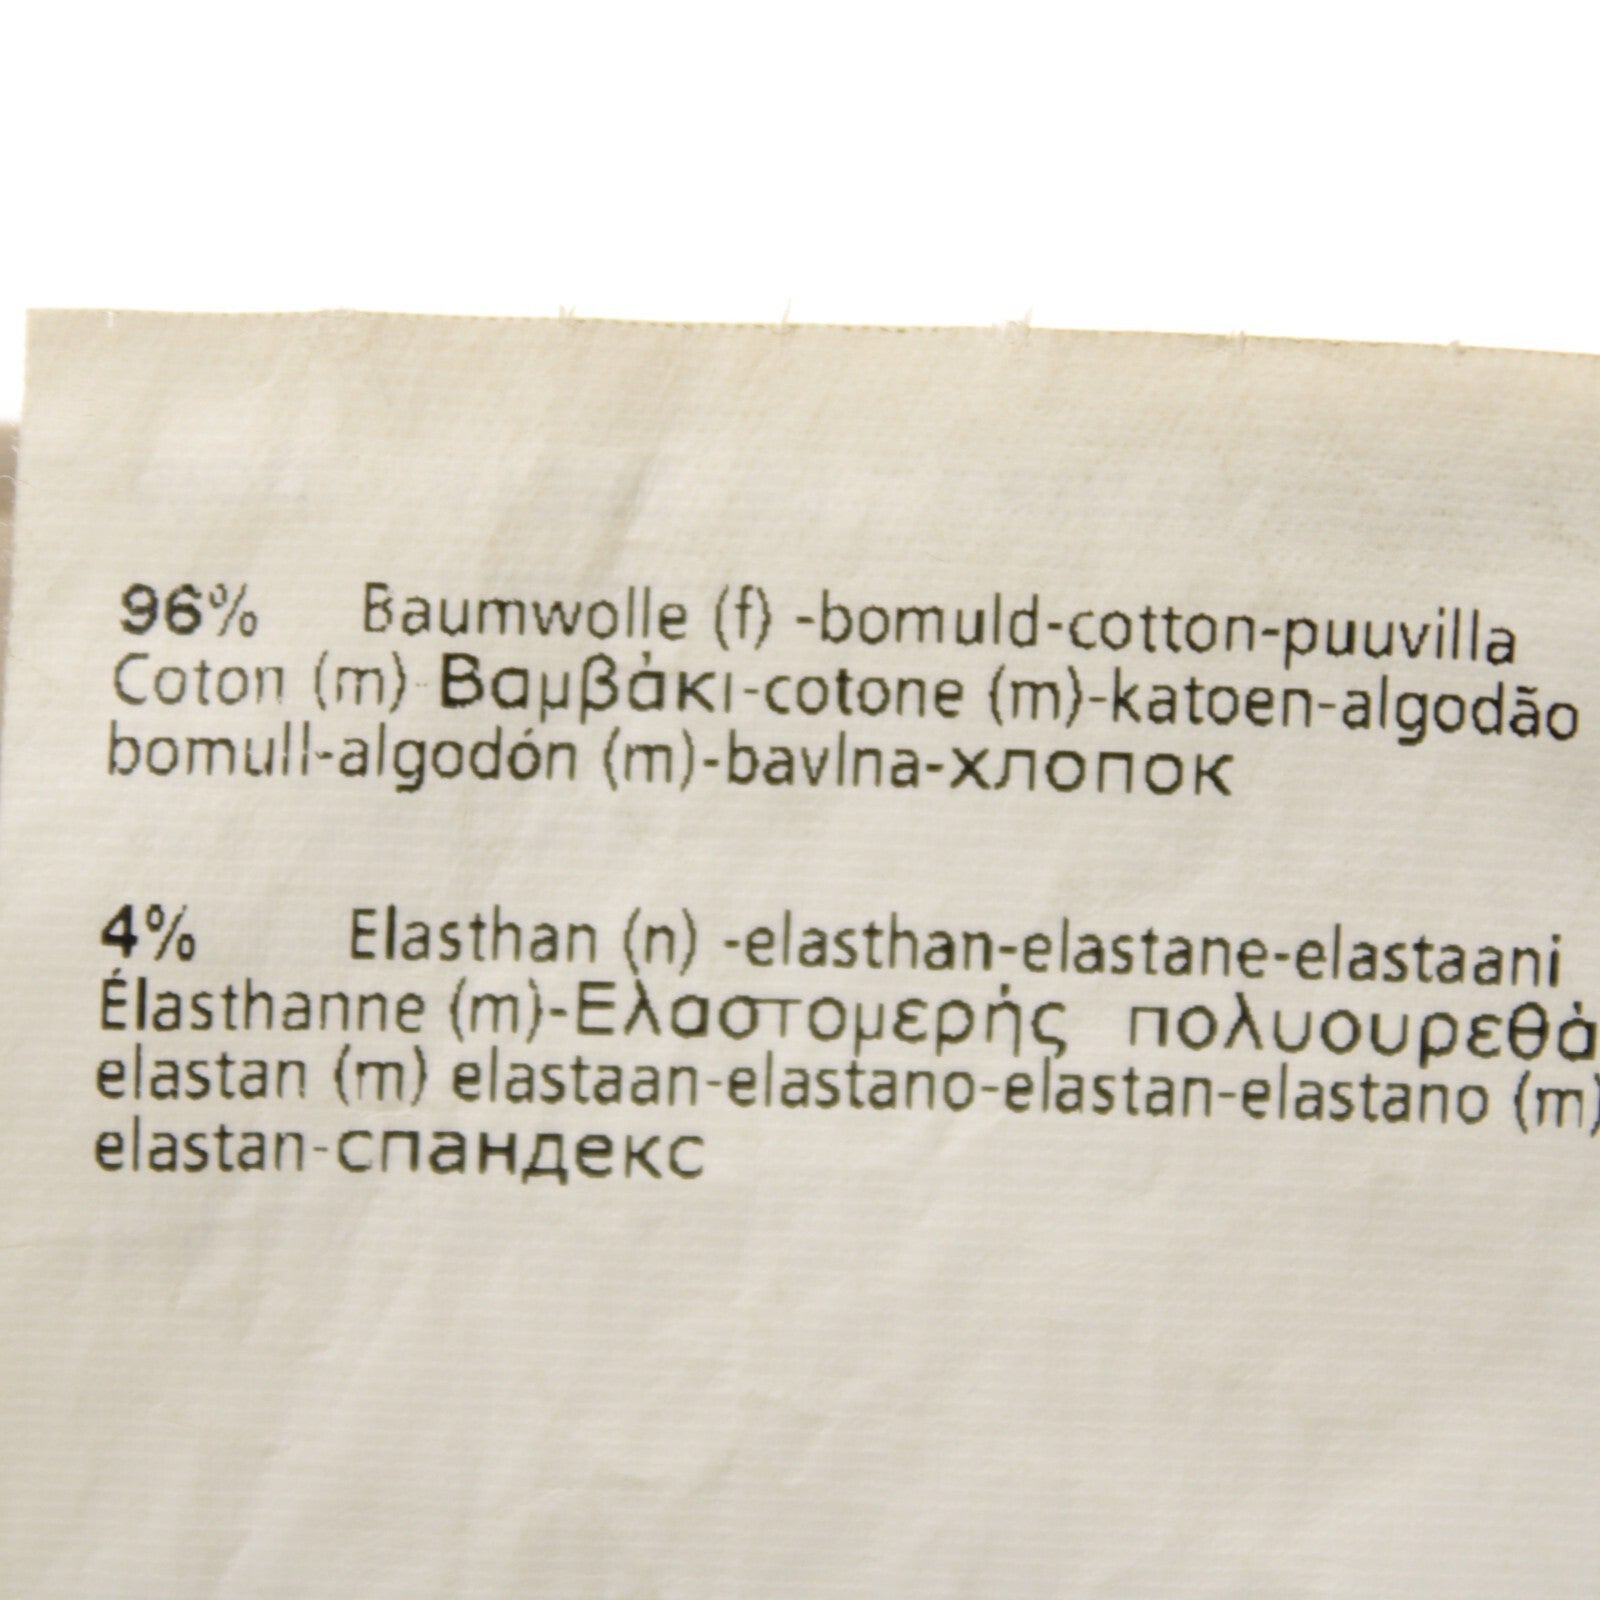 96% Baumwolle (f) -bomuld-cotton-puuvilla
Coton (m) -Βαμβάκι-cotone (m)-katoen-algodão
bomull-algodón (m)-bavlna-хлопок
4% Elasthan (n) -elasthan-elastane-elastaani
Élasthanne (m)-Ελαστομερής πολυουρεθά
elastan (m) elastaan-elastano-elastan-elastano (m)
elastan-спандекс